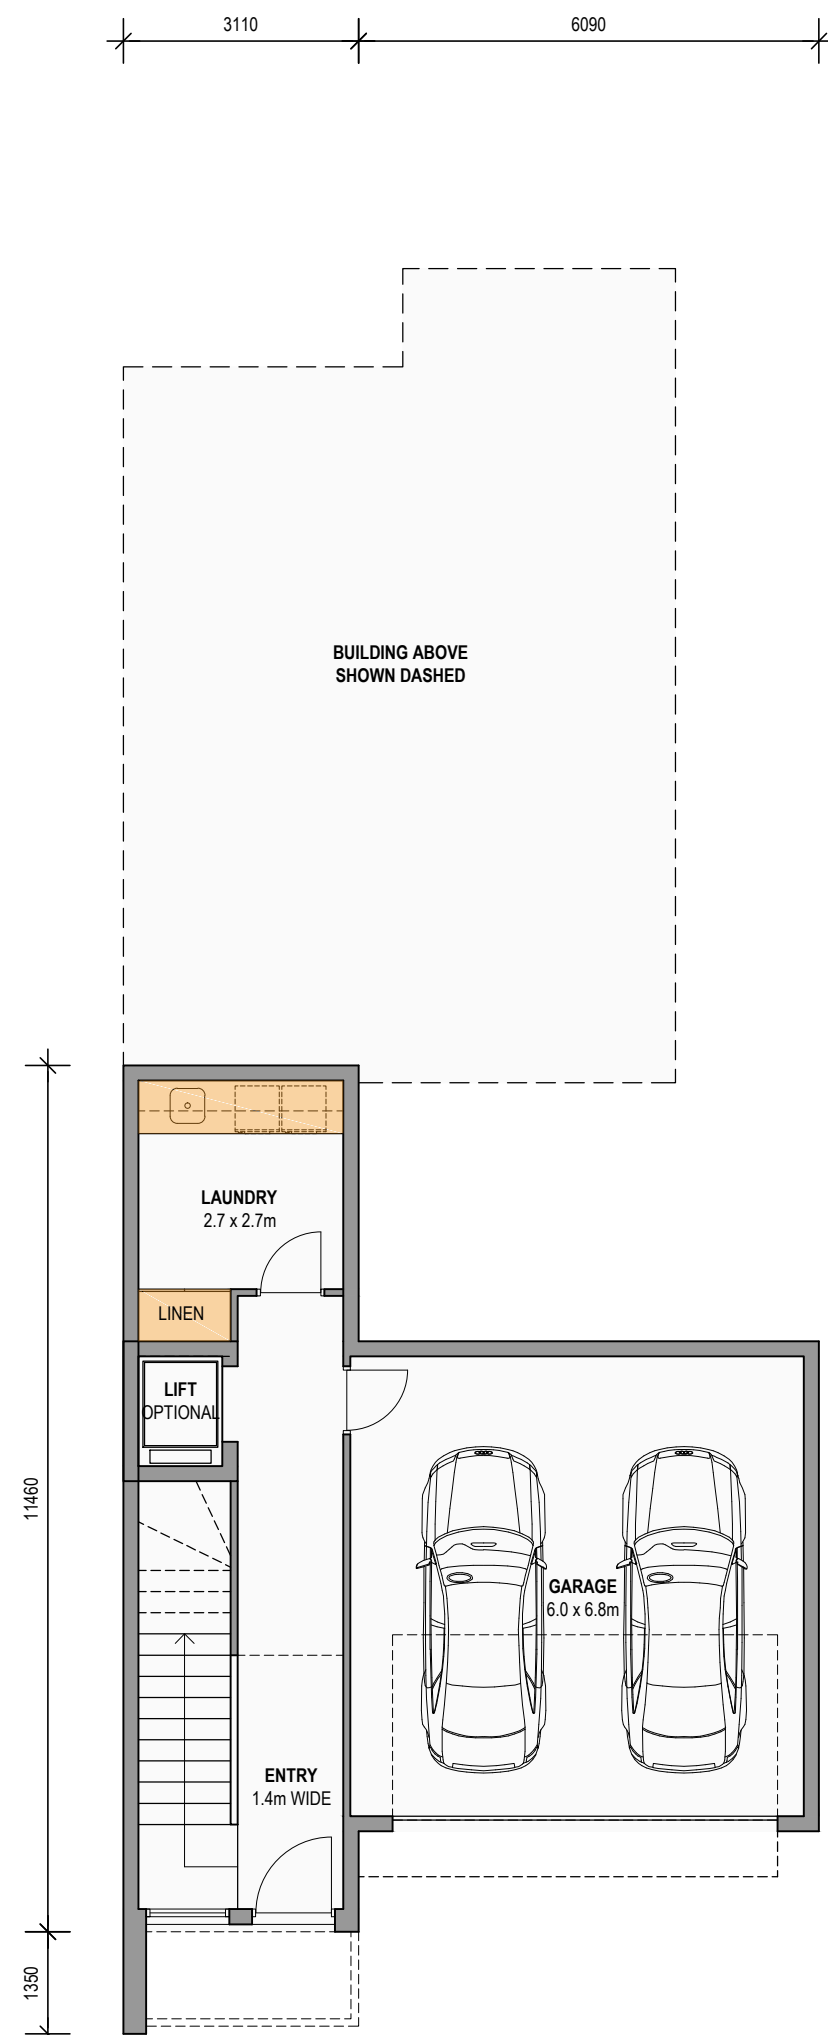 3110
6090
BUILDING ABOVE
SHOWN DASHED
LAUNDRY
2.7 x 2.7m
LINEN
LIFT
OPTIONAL
11460
GARAGE
6.0 x 6.8m
ENTRY
1.4m WIDE
1350